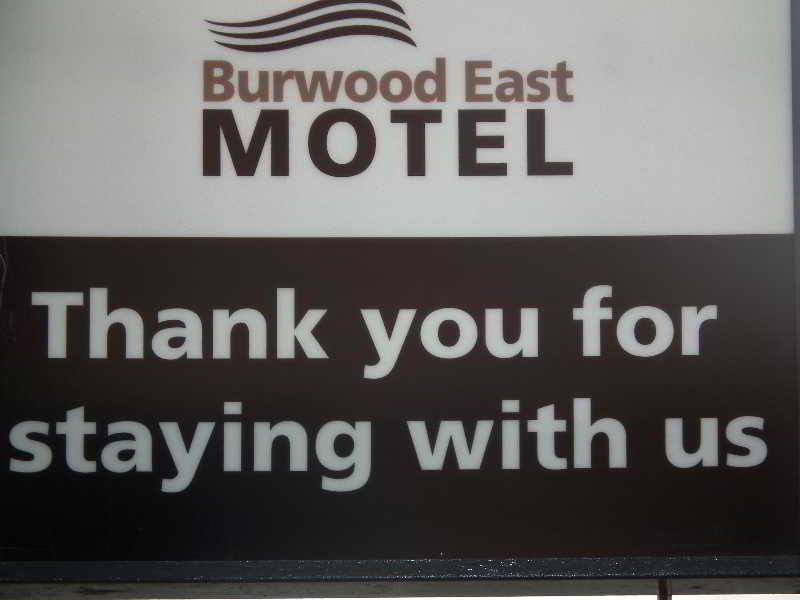 Burwood East
MOTEL
Thank you for
staying with us